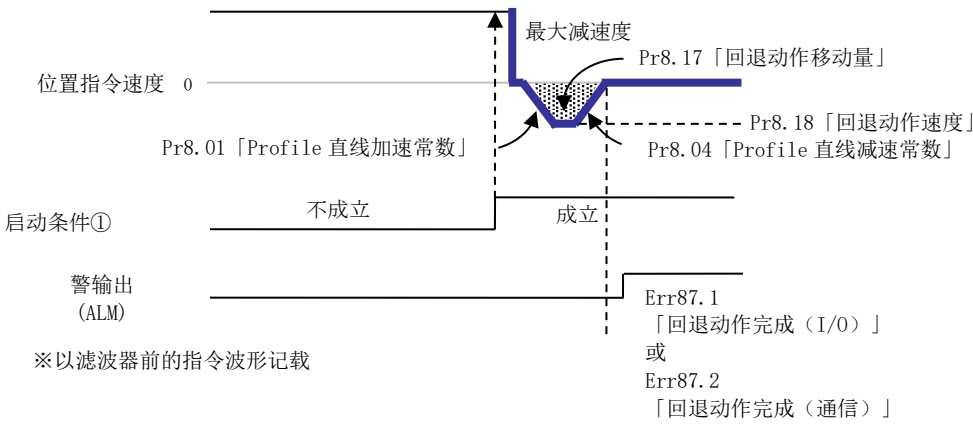 最大减速度
Pr8.17「回退动作移动量」
位置指令速度 0
Pr8.18「回退动作速度」
Pr8.01「Profile 直线加速常数」
Pr8.04「Profile 直线减速常数」
不成立
成立
启动条件①
警输出
(ALM)
Err87.1
「回退动作完成（I/O）」
或
Err87.2
「回退动作完成（通信）」
※以滤波器前的指令波形记载